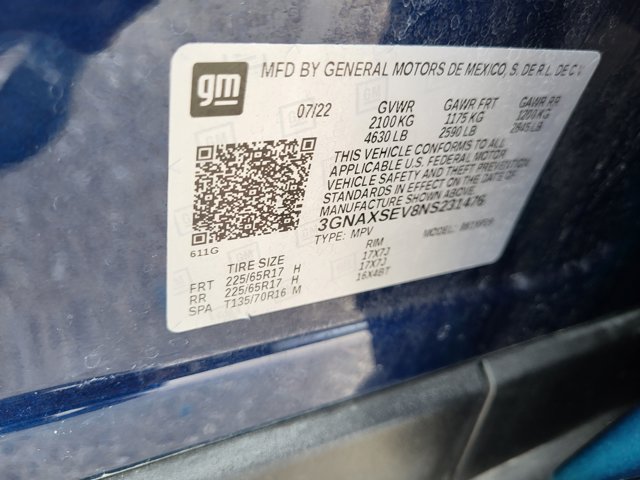 gm
MFD BY GENERAL MOTORS DE MEXICO, S. DE R.L. DE C.V.
07/22 GVWR GAWR FRT GAWR RR
2100 KG 1175 KG 1200 KG
4630 LB 2590 LB 2645 LB
THIS VEHICLE CONFORMS TO ALL
APPLICABLE U.S. FEDERAL MOTOR
VEHICLE SAFETY AND THEFT PREVENTION
STANDARDS IN EFFECT ON THE DATE OF
MANUFACTURE SHOWN ABOVE.
3GNAXSEV8NS231476
TYPE: MPV MODEL:
611G
TIRE SIZE RIM
FRT 225/65R17 H 17X7J
RR 225/65R17 H 17X7J
SPA T135/70R16 M 16X4BT